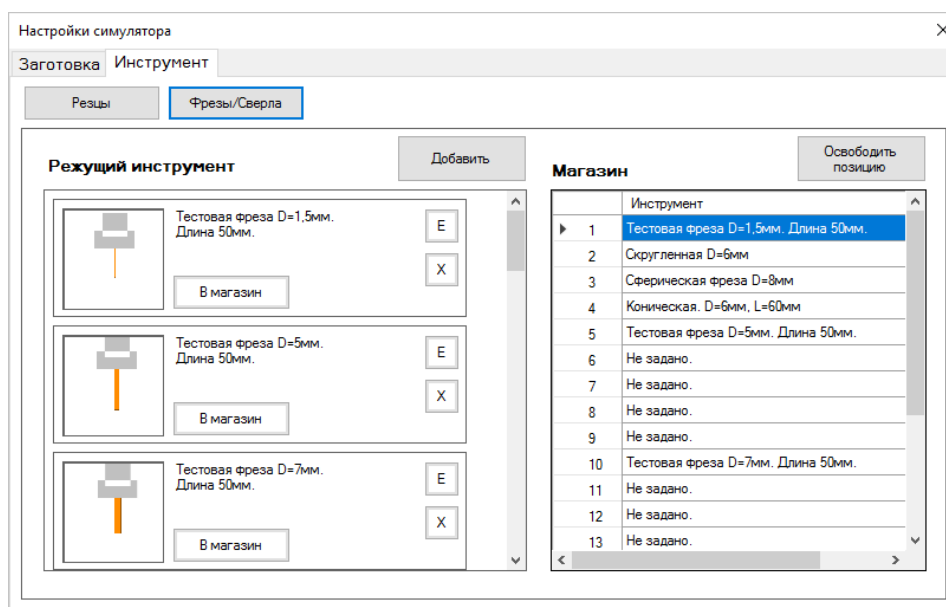 Настройки симулятора
Заготовка Инструмент
Резцы Фрезы/Сверла
Режущий инструмент
Добавить
Тестовая фреза D=1,5мм.
Длина 50мм.
E
X
В магазин
Тестовая фреза D=5мм.
Длина 50мм.
E
X
В магазин
Тестовая фреза D=7мм.
Длина 50мм.
E
X
В магазин
Магазин
Освободить
позицию
Инструмент
1 Тестовая фреза D=1,5мм. Длина 50мм.
2 Скругленная D=6мм
3 Сферическая фреза D=8мм
4 Коническая. D=6мм, L=60мм
5 Тестовая фреза D=5мм. Длина 50мм.
6 Не задано.
7 Не задано.
8 Не задано.
9 Не задано.
10 Тестовая фреза D=7мм. Длина 50мм.
11 Не задано.
12 Не задано.
13 Не задано.